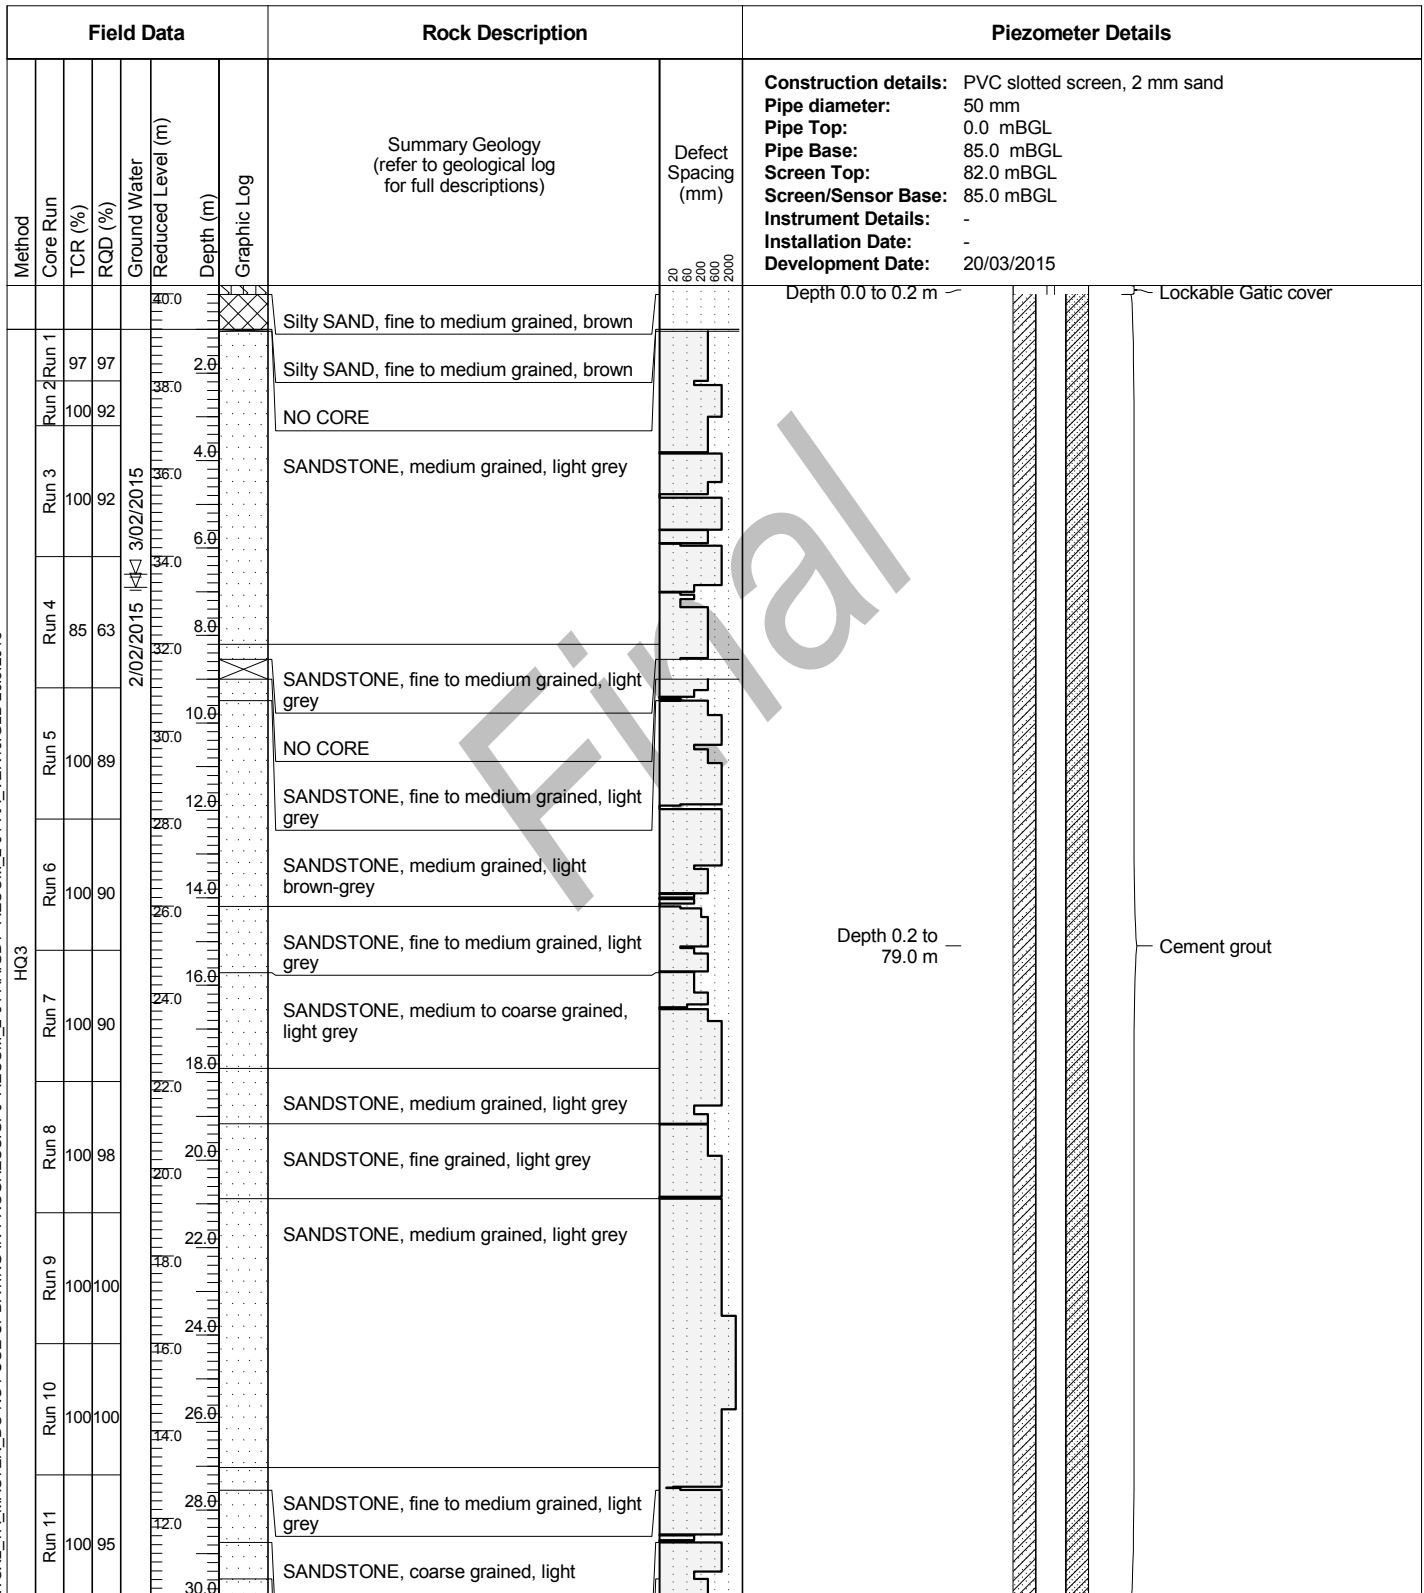 Field Data
Rock Description
Piezometer Details
Method
Core Run
TCR (%)
RQD (%)
Ground Water
Reduced Level (m)
Depth (m)
Graphic Log
Summary Geology
(refer to geological log
for full descriptions)
Defect
Spacing
(mm)
20
60
200
600
2000
Construction details: PVC slotted screen, 2 mm sand
Pipe diameter: 50 mm
Pipe Top: 0.0 mBGL
Pipe Base: 85.0 mBGL
Screen Top: 82.0 mBGL
Screen/Sensor Base: 85.0 mBGL
Instrument Details: -
Installation Date: -
Development Date: 20/03/2015
HQ3
Run 1
97 97
Run 2
100 92
Run 3
100 92
Run 4
85 63
Run 5
100 89
Run 6
100 90
Run 7
100 90
Run 8
100 98
Run 9
100 100
Run 10
100 100
Run 11
100 95
3/02/2015
2/02/2015
40.0
38.0
36.0
34.0
32.0
30.0
28.0
26.0
24.0
22.0
20.0
18.0
16.0
14.0
12.0
2.0
4.0
6.0
8.0
10.0
12.0
14.0
16.0
18.0
20.0
22.0
24.0
26.0
28.0
30.0
Silty SAND, fine to medium grained, brown
Silty SAND, fine to medium grained, brown
NO CORE
SANDSTONE, medium grained, light grey
SANDSTONE, fine to medium grained, light
grey
NO CORE
SANDSTONE, fine to medium grained, light
grey
SANDSTONE, medium grained, light
brown-grey
SANDSTONE, fine to medium grained, light
grey
SANDSTONE, medium to coarse grained,
light grey
SANDSTONE, medium grained, light grey
SANDSTONE, fine grained, light grey
SANDSTONE, medium grained, light grey
SANDSTONE, fine to medium grained, light
grey
SANDSTONE, coarse grained, light
Depth 0.0 to 0.2 m
Lockable Gatic cover
Depth 0.2 to
79.0 m
Cement grout
Final